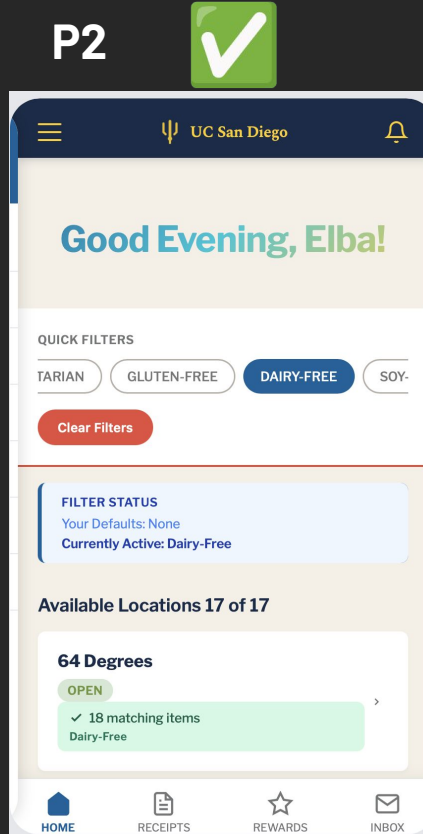 P2
UC San Diego
Good Evening, Elba!
QUICK FILTERS
TARIAN GLUTEN-FREE DAIRY-FREE SOY-
Clear Filters
FILTER STATUS
Your Defaults: None
Currently Active: Dairy-Free
Available Locations 17 of 17
64 Degrees
OPEN
18 matching items
Dairy-Free
HOME RECEIPTS REWARDS INBOX